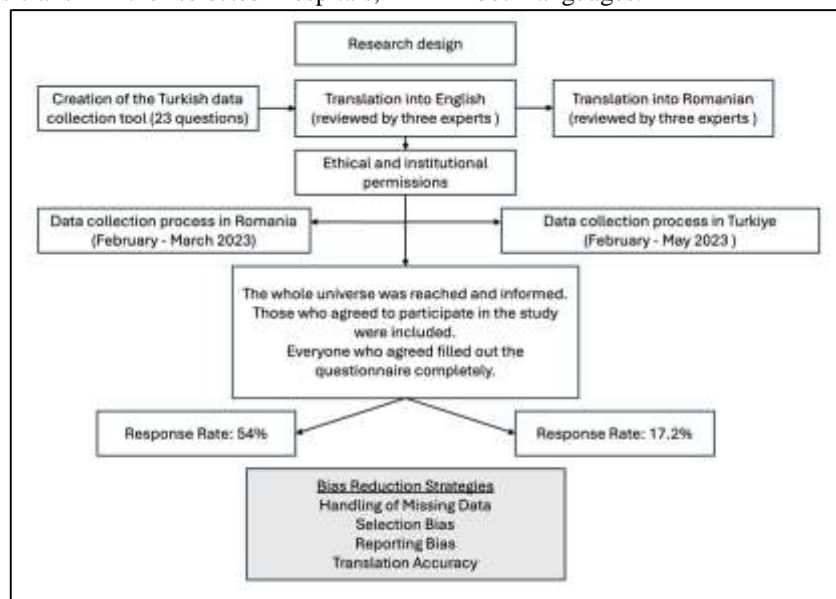 Research design
Creation of the Turkish data
collection tool (23 questions)
Translation into English
(reviewed by three experts )
Translation into Romanian
(reviewed by three experts )
Ethical and institutional
permissions
Data collection process in Romania
(February - March 2023)
Data collection process in Turkiye
(February - May 2023 )
The whole universe was reached and informed.
Those who agreed to participate in the study
were included.
Everyone who agreed filled out the
questionnaire completely.
Response Rate: 54%
Response Rate: 17.2%
Bias Reduction Strategies
Handling of Missing Data
Selection Bias
Reporting Bias
Translation Accuracy